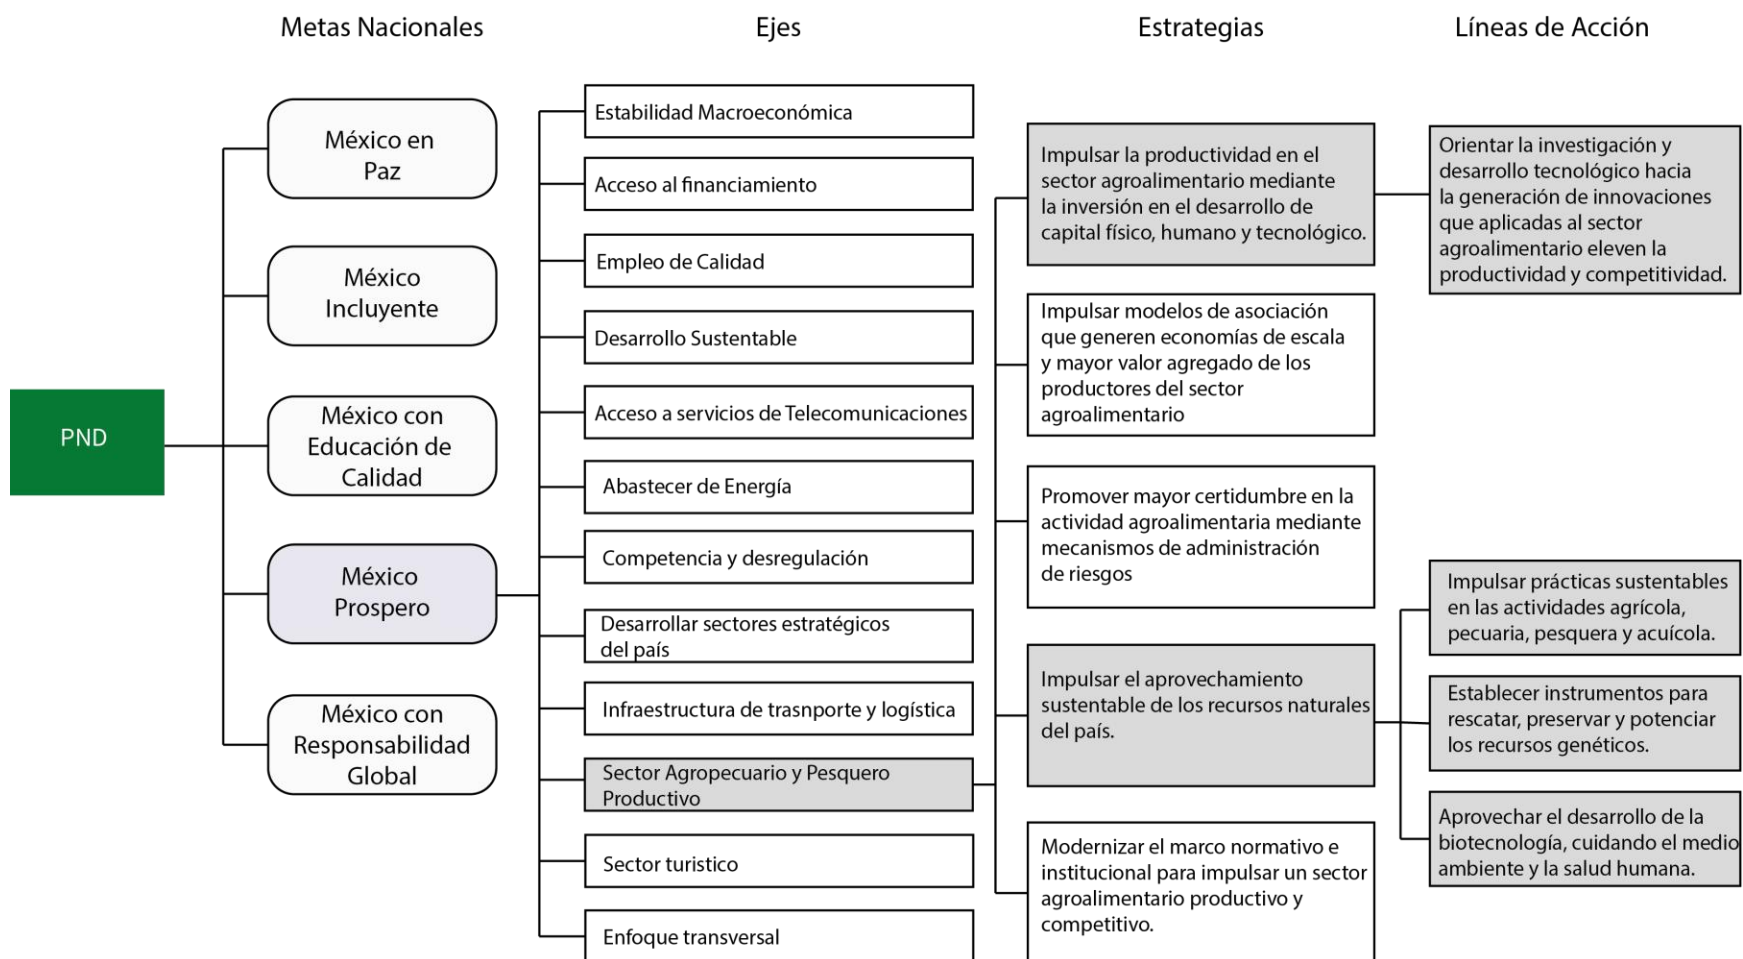 Metas Nacionales
Ejes
Estrategias
Líneas de Acción
PND
México en
Paz
México
Incluyente
México con
Educación de
Calidad
México
Prospero
México con
Responsabilidad
Global
Estabilidad Macroeconómica
Acceso al financiamiento
Empleo de Calidad
Desarrollo Sustentable
Acceso a servicios de Telecomunicaciones
Abastecer de Energía
Competencia y desregulación
Desarrollar sectores estratégicos
del país
Infraestructura de trasnporte y logística
Sector Agropecuario y Pesquero
Productivo
Sector turistico
Enfoque transversal
Impulsar la productividad en el
sector agroalimentario mediante
la inversión en el desarrollo de
capital físico, humano y tecnológico.
Impulsar modelos de asociación
que generen economías de escala
y mayor valor agregado de los
productores del sector
agroalimentario
Promover mayor certidumbre en la
actividad agroalimentaria mediante
mecanismos de administración
de riesgos
Impulsar el aprovechamiento
sustentable de los recursos naturales
del país.
Modernizar el marco normativo e
institucional para impulsar un sector
agroalimentario productivo y
competitivo.
Orientar la investigación y
desarrollo tecnológico hacia
la generación de innovaciones
que aplicadas al sector
agroalimentario eleven la
productividad y competitividad.
Impulsar prácticas sustentables
en las actividades agrícola,
pecuaria, pesquera y acuícola.
Establecer instrumentos para
rescatar, preservar y potenciar
los recursos genéticos.
Aprovechar el desarrollo de la
biotecnología, cuidando el medio
ambiente y la salud humana.